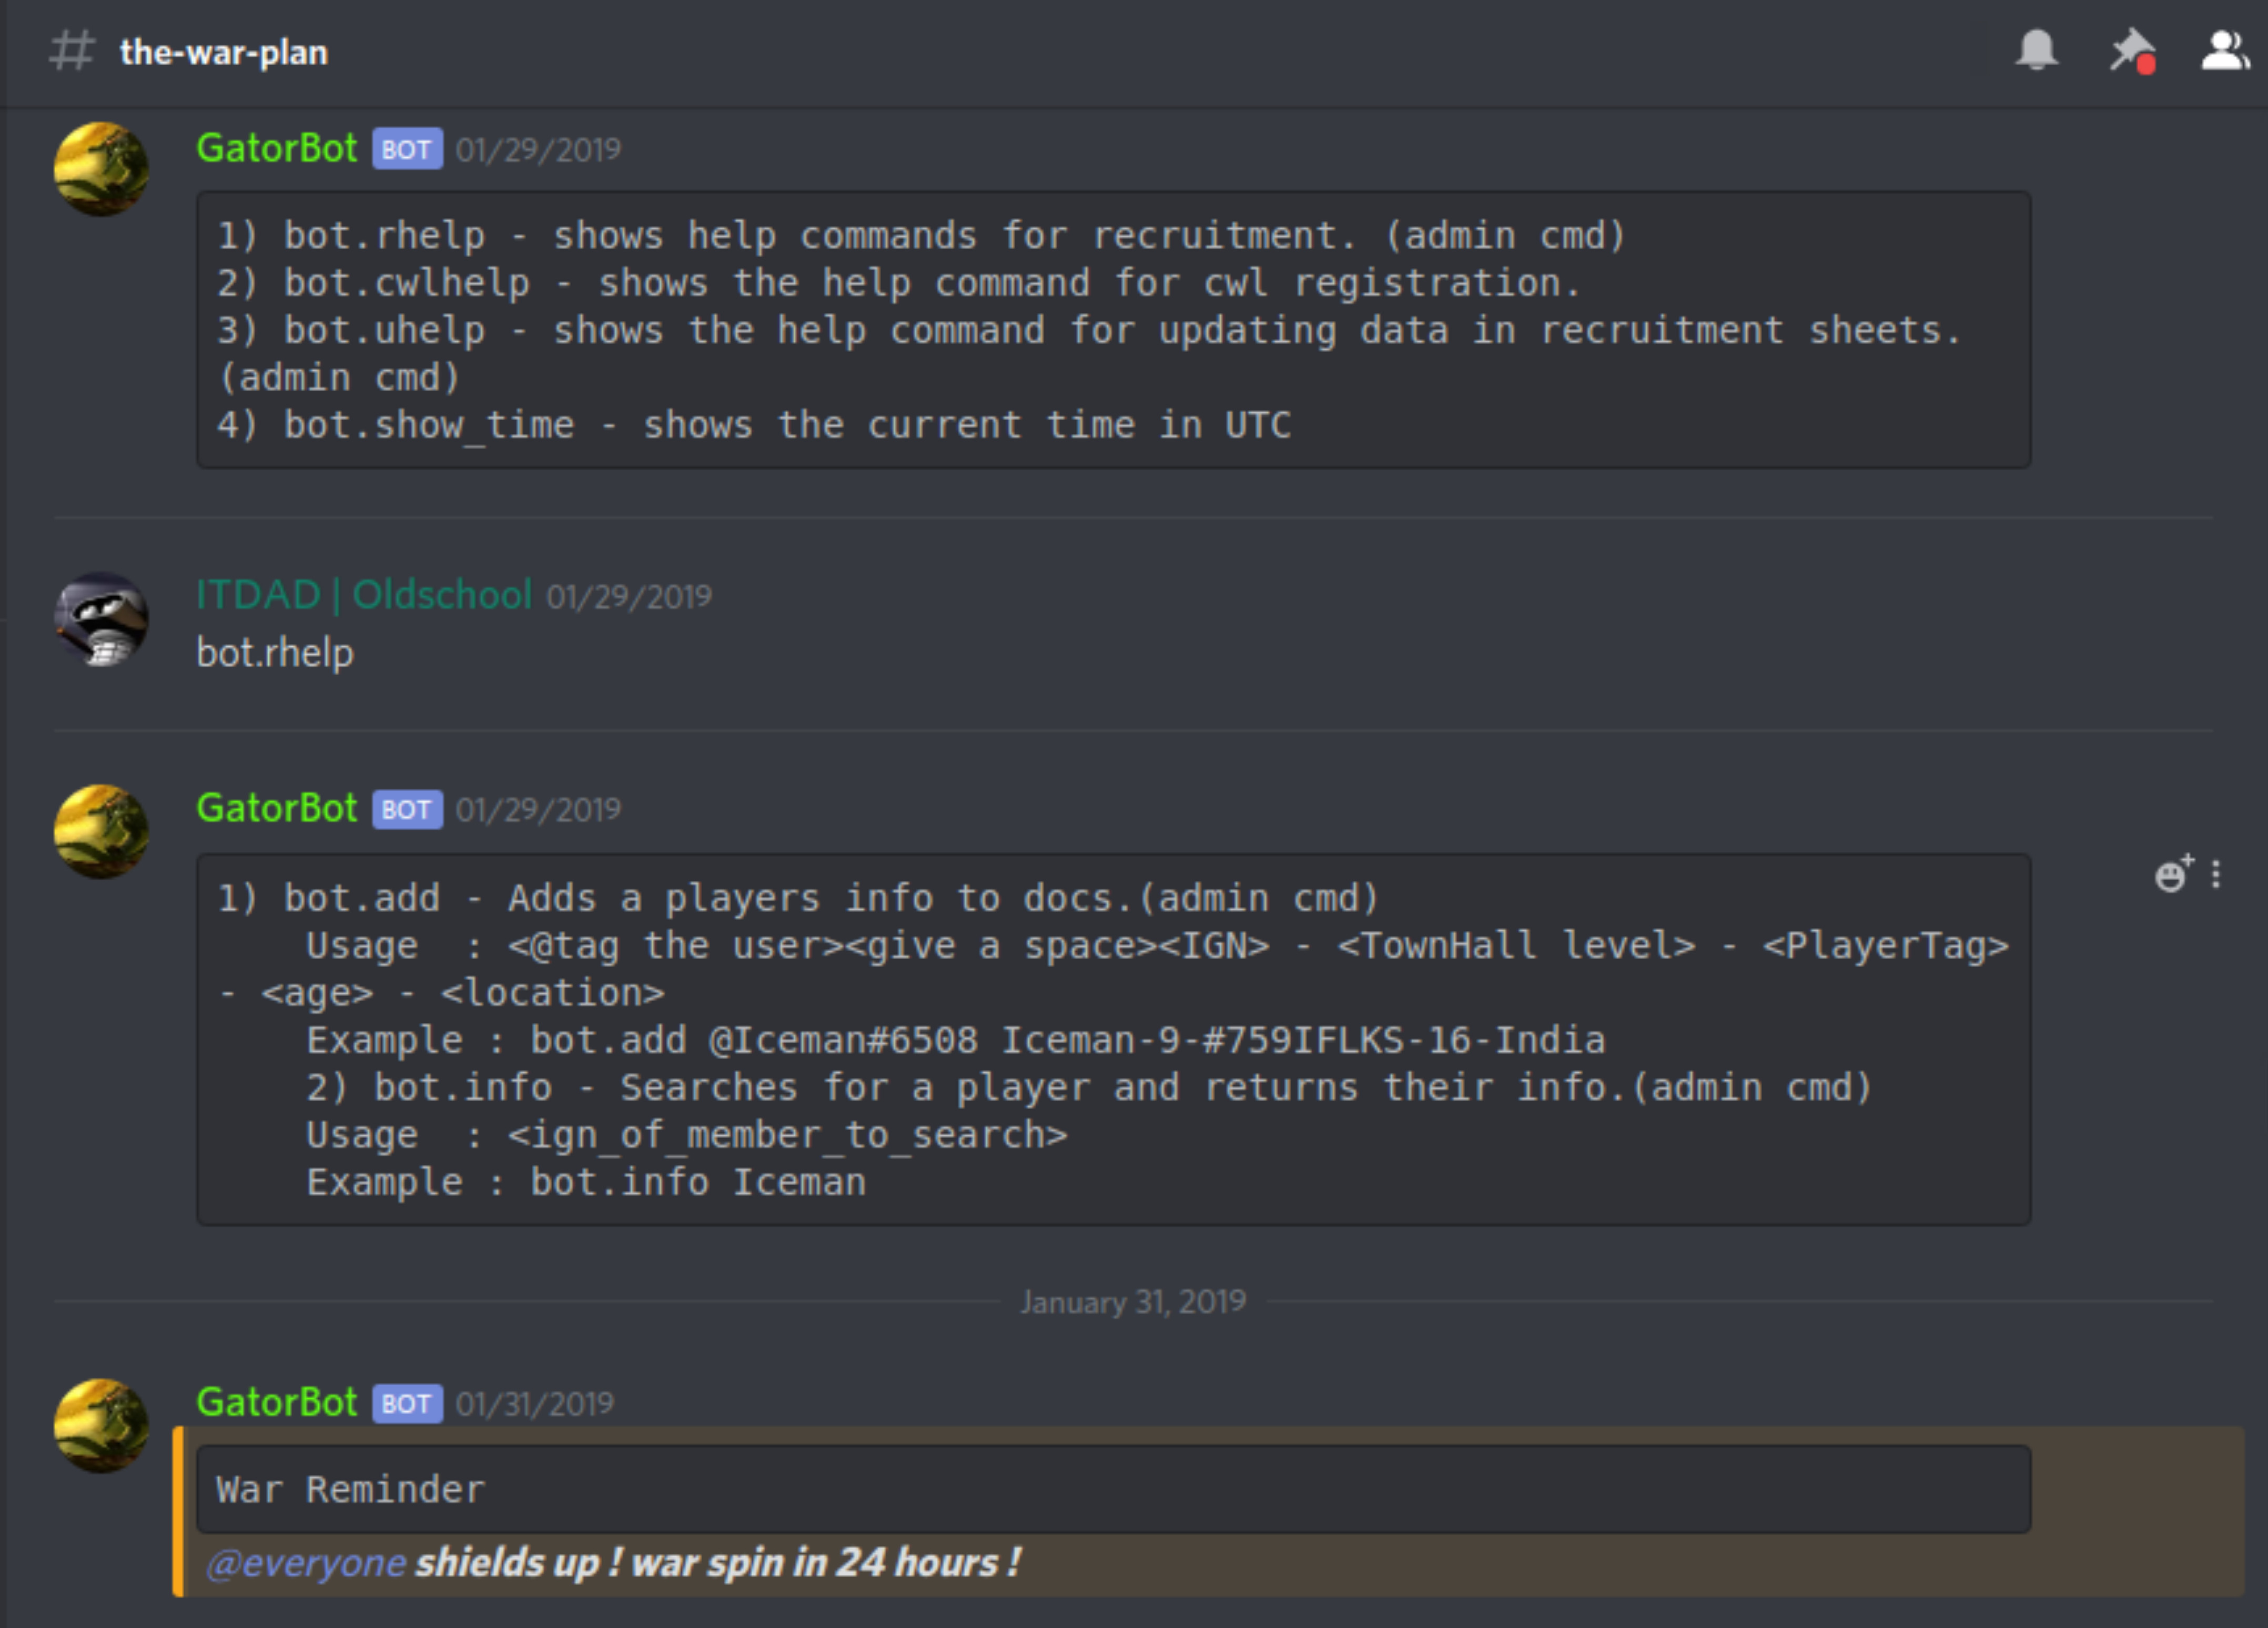 # the-war-plan
GatorBot BOT 01/29/2019
1) bot.rhelp - shows help commands for recruitment. (admin cmd)
2) bot.cwlhelp - shows the help command for cwl registration.
3) bot.uhelp - shows the help command for updating data in recruitment sheets.
(admin cmd)
4) bot.show_time - shows the current time in UTC
ITDAD | Oldschool 01/29/2019
bot.rhelp
GatorBot BOT 01/29/2019
1) bot.add - Adds a players info to docs.(admin cmd)
Usage  : <@tag the user><give a space><IGN> - <TownHall level> - <PlayerTag>
- <age> - <location>
Example : bot.add @Iceman#6508 Iceman-9-#759IFLKS-16-India
2) bot.info - Searches for a player and returns their info.(admin cmd)
Usage  : <ign_of_member_to_search>
Example : bot.info Iceman
January 31, 2019
GatorBot BOT 01/31/2019
War Reminder
@everyone shields up ! war spin in 24 hours !